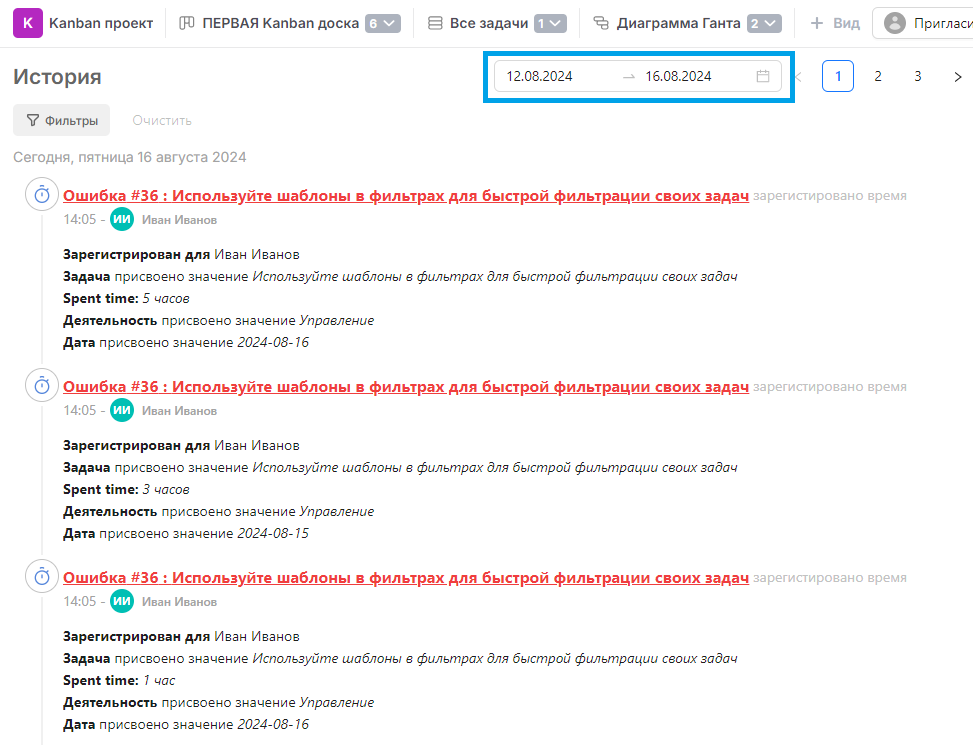 K Kanban проект ПЕРВАЯ Kanban доска 6 Все задачи 1 Диаграмма Ганта 2 + Вид Пригласи
История 12.08.2024 → 16.08.2024 < 1 2 3 >
Фильтры Очистить
Сегодня, пятница 16 августа 2024
Ошибка #36 : Используйте шаблоны в фильтрах для быстрой фильтрации своих задач зарегистировано время
14:05 - ИИ Иван Иванов
Зарегистрирован для Иван Иванов
Задача присвоено значение Используйте шаблоны в фильтрах для быстрой фильтрации своих задач
Spent time: 5 часов
Деятельность присвоено значение Управление
Дата присвоено значение 2024-08-16
Ошибка #36 : Используйте шаблоны в фильтрах для быстрой фильтрации своих задач зарегистировано время
14:05 - ИИ Иван Иванов
Зарегистрирован для Иван Иванов
Задача присвоено значение Используйте шаблоны в фильтрах для быстрой фильтрации своих задач
Spent time: 3 часов
Деятельность присвоено значение Управление
Дата присвоено значение 2024-08-15
Ошибка #36 : Используйте шаблоны в фильтрах для быстрой фильтрации своих задач зарегистировано время
14:05 - ИИ Иван Иванов
Зарегистрирован для Иван Иванов
Задача присвоено значение Используйте шаблоны в фильтрах для быстрой фильтрации своих задач
Spent time: 1 час
Деятельность присвоено значение Управление
Дата присвоено значение 2024-08-16